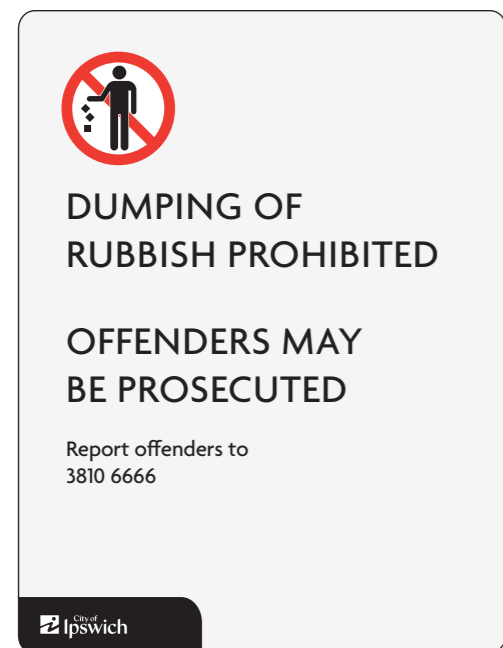 DUMPING OF
RUBBISH PROHIBITED
OFFENDERS MAY
BE PROSECUTED
Report offenders to
3810 6666
City of
Ipswich